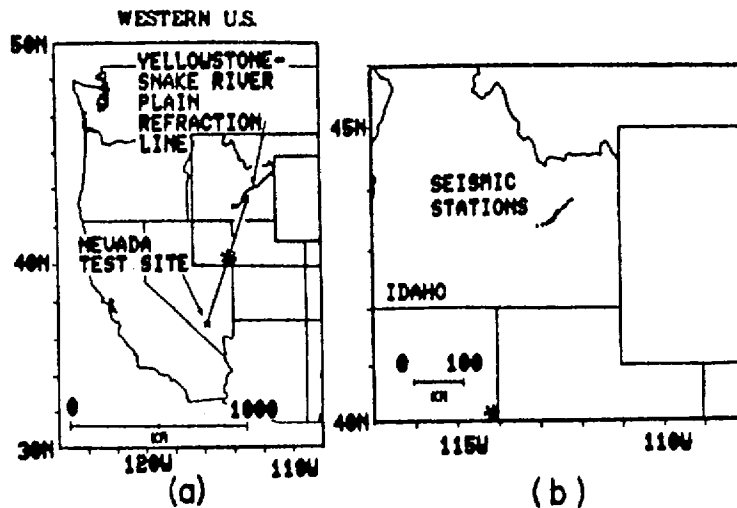 WESTERN U.S.
50N
YELLOWSTONE-
SNAKE RIVER
PLAIN
REFRACTION
LINE
NEVADA
TEST SITE
40N
0
1000
KM
30N
120W
110W
(a)
45N
SEISMIC
STATIONS
IDAHO
0 100
KM
40N
115W
110W
(b)